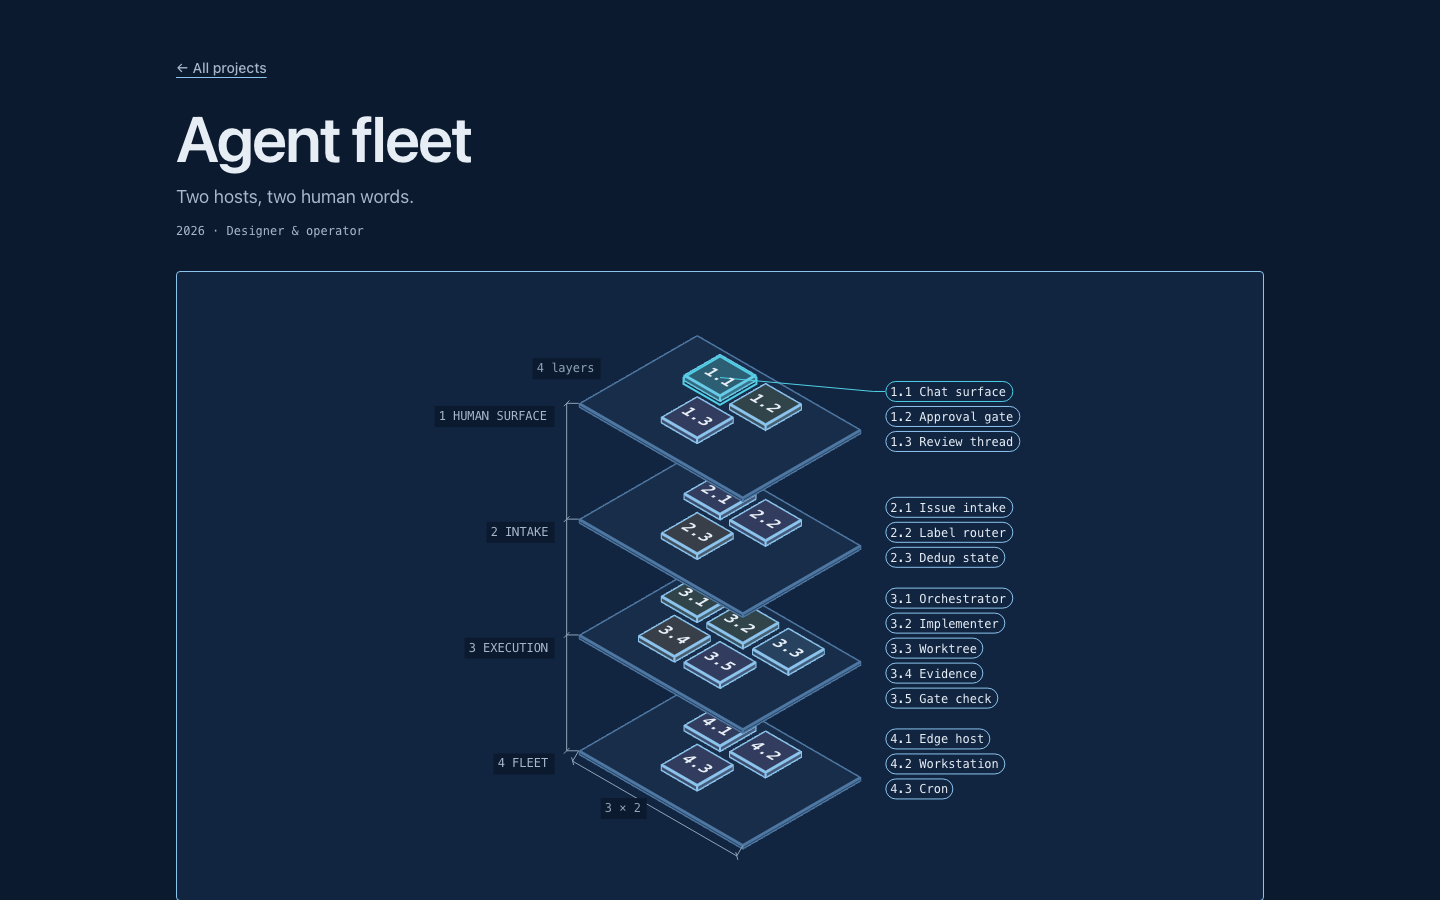 ← All projects
Agent fleet
Two hosts, two human words.
2026 · Designer & operator
4 layers
1 HUMAN SURFACE
1.1
1.2
1.3
1.1 Chat surface
1.2 Approval gate
1.3 Review thread
2 INTAKE
2.1
2.2
2.3
2.1 Issue intake
2.2 Label router
2.3 Dedup state
3 EXECUTION
3.1
3.2
3.4
3.3
3.5
3.1 Orchestrator
3.2 Implementer
3.3 Worktree
3.4 Evidence
3.5 Gate check
4 FLEET
4.1
4.2
4.3
4.1 Edge host
4.2 Workstation
4.3 Cron
3 × 2